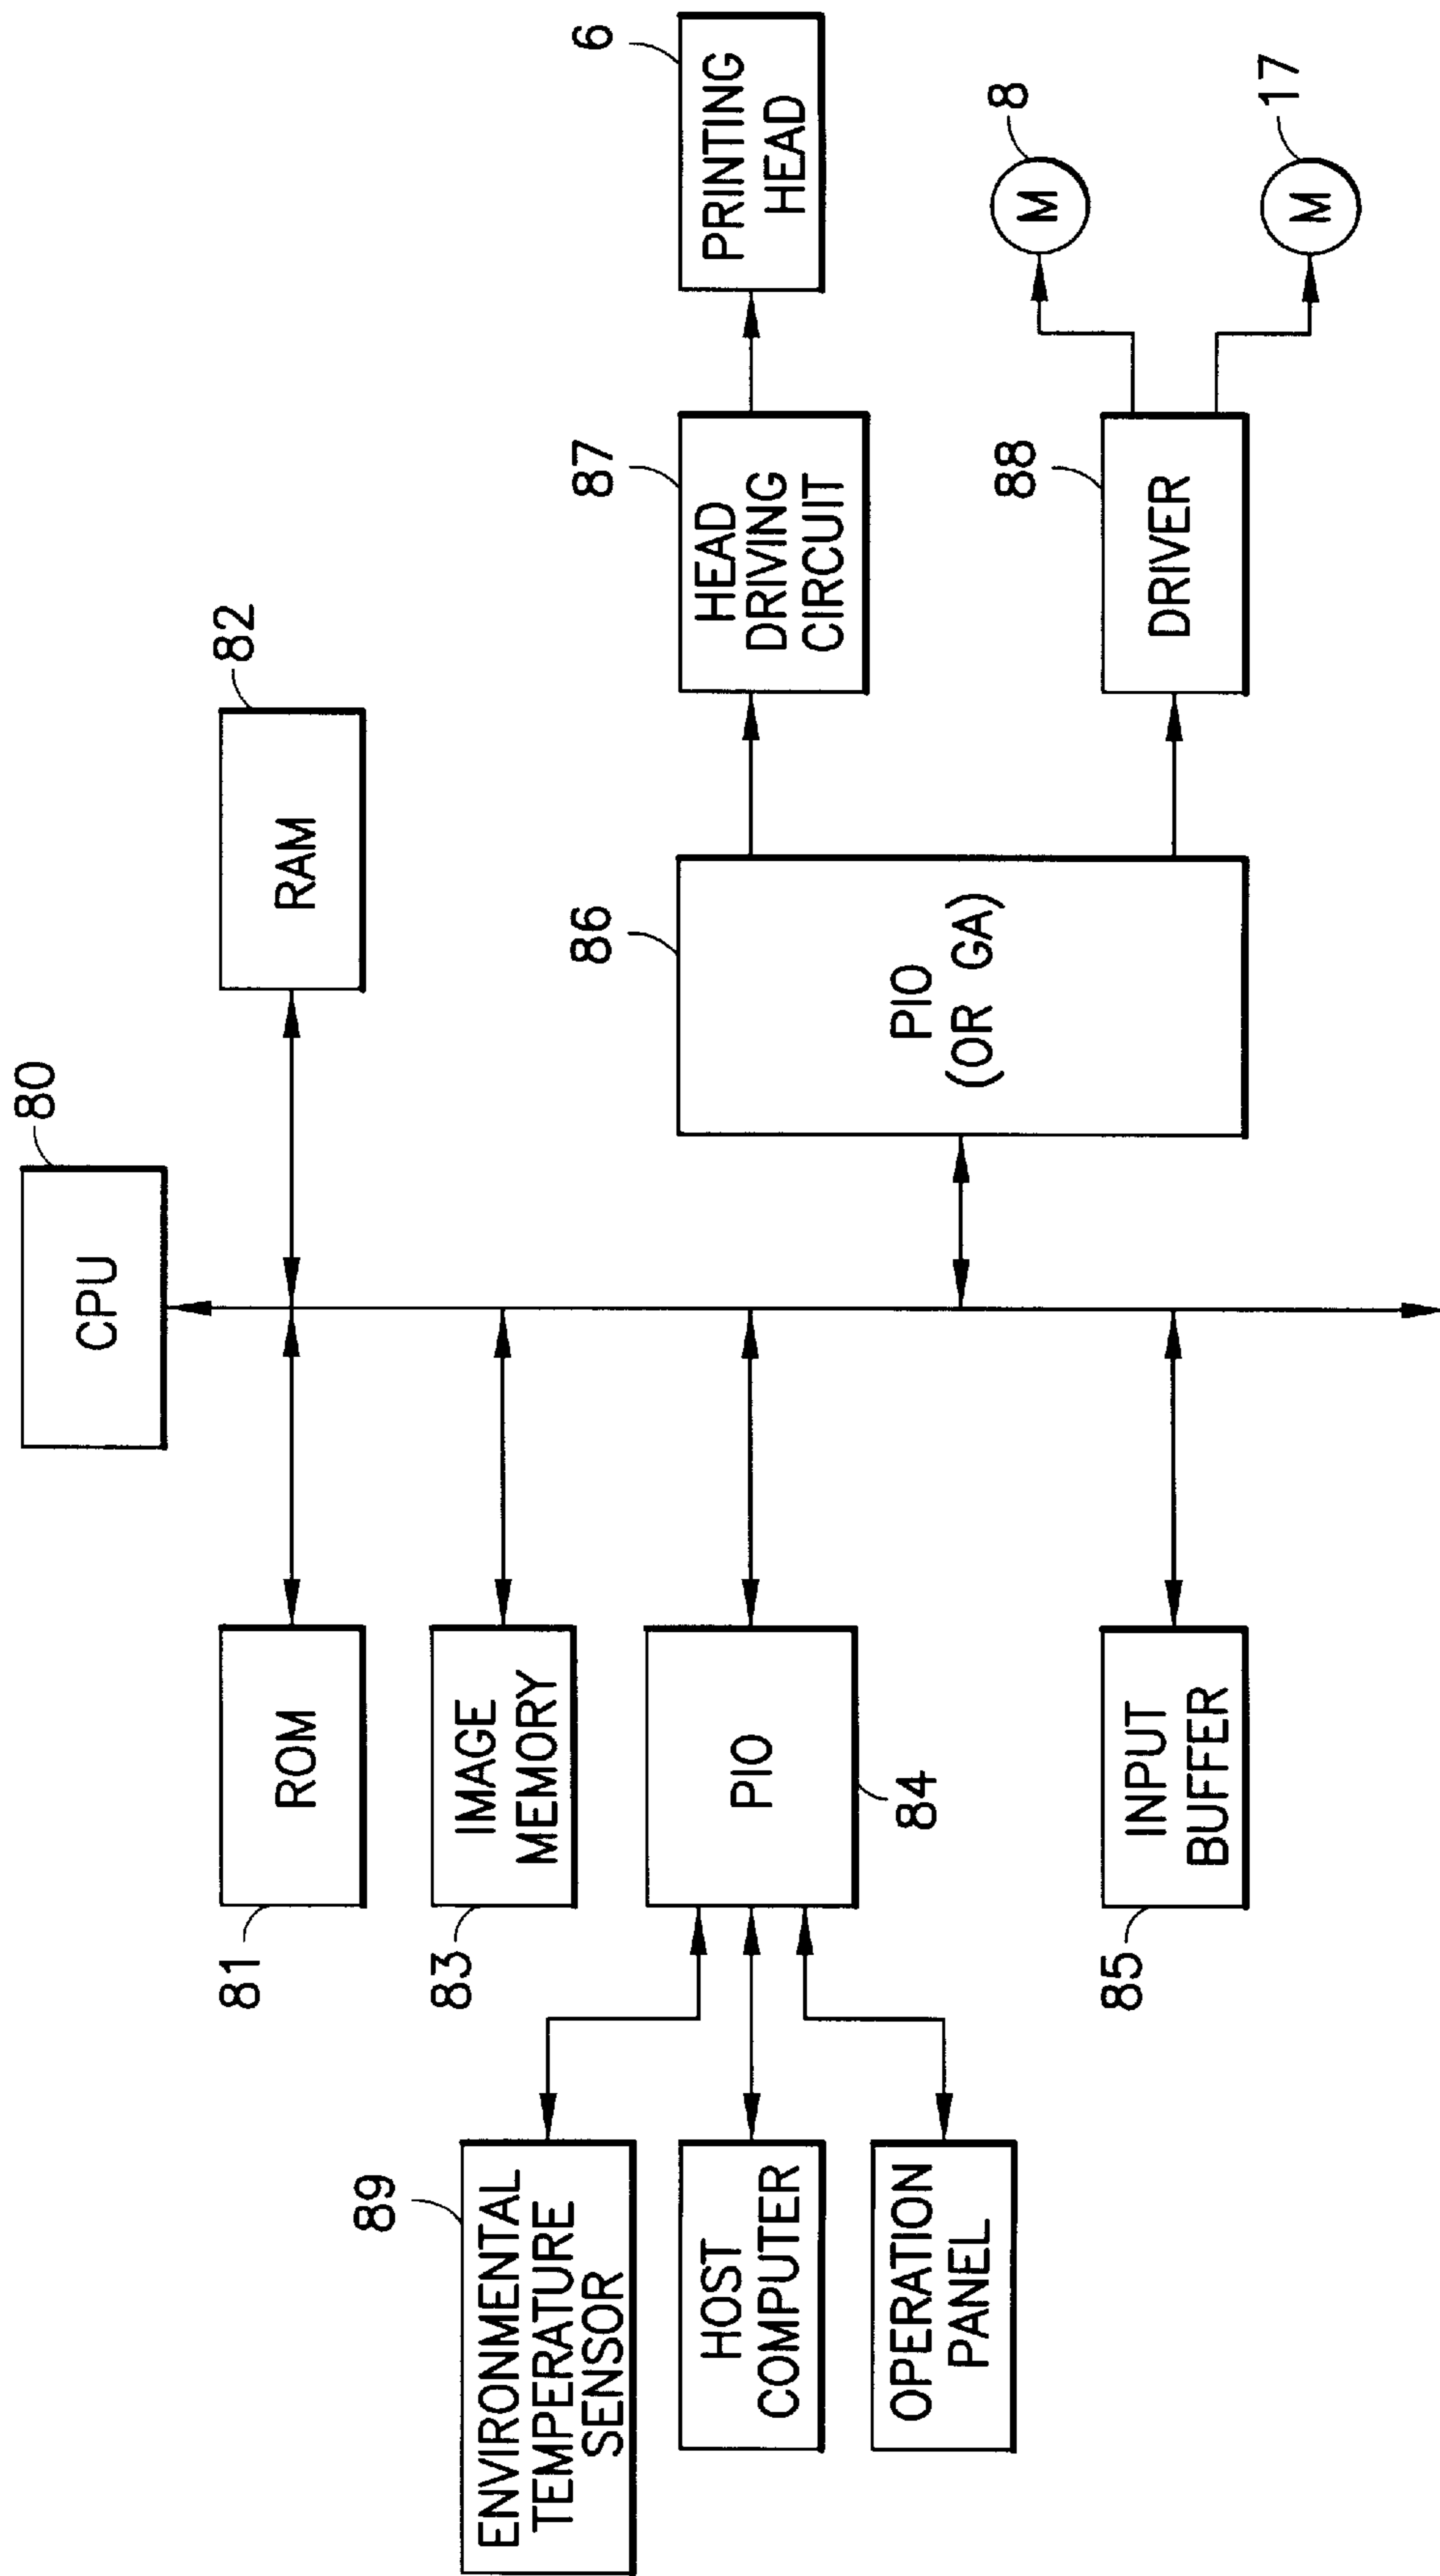 80
CPU
82
RAM
81
ROM
83
IMAGE
MEMORY
89
ENVIRONMENTAL
TEMPERATURE
SENSOR
HOST
COMPUTER
OPERATION
PANEL
PIO
84
85
INPUT
BUFFER
86
PIO
(OR GA)
87
HEAD
DRIVING
CIRCUIT
6
PRINTING
HEAD
88
DRIVER
8
M
17
M